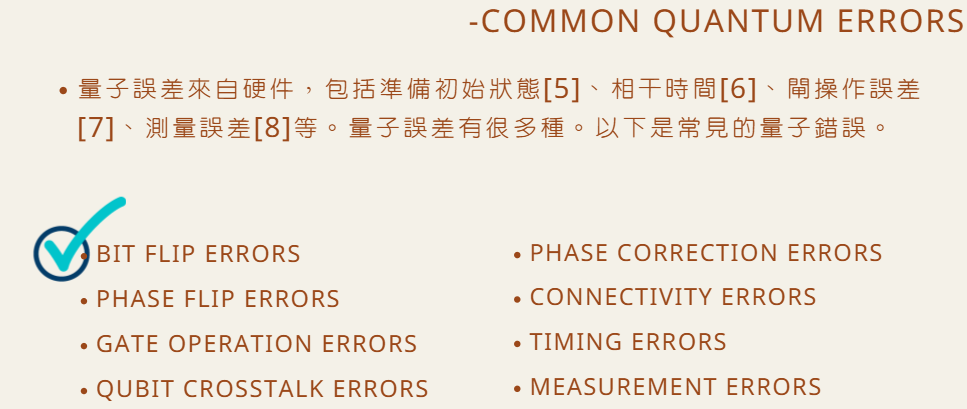 -COMMON QUANTUM ERRORS
• 量子誤差來自硬件，包括準備初始狀態[5]、相干時間[6]、閘操作誤差
[7]、測量誤差[8]等。量子誤差有很多種。以下是常見的量子錯誤。
• BIT FLIP ERRORS
• PHASE FLIP ERRORS
• GATE OPERATION ERRORS
• QUBIT CROSSTALK ERRORS
• PHASE CORRECTION ERRORS
• CONNECTIVITY ERRORS
• TIMING ERRORS
• MEASUREMENT ERRORS